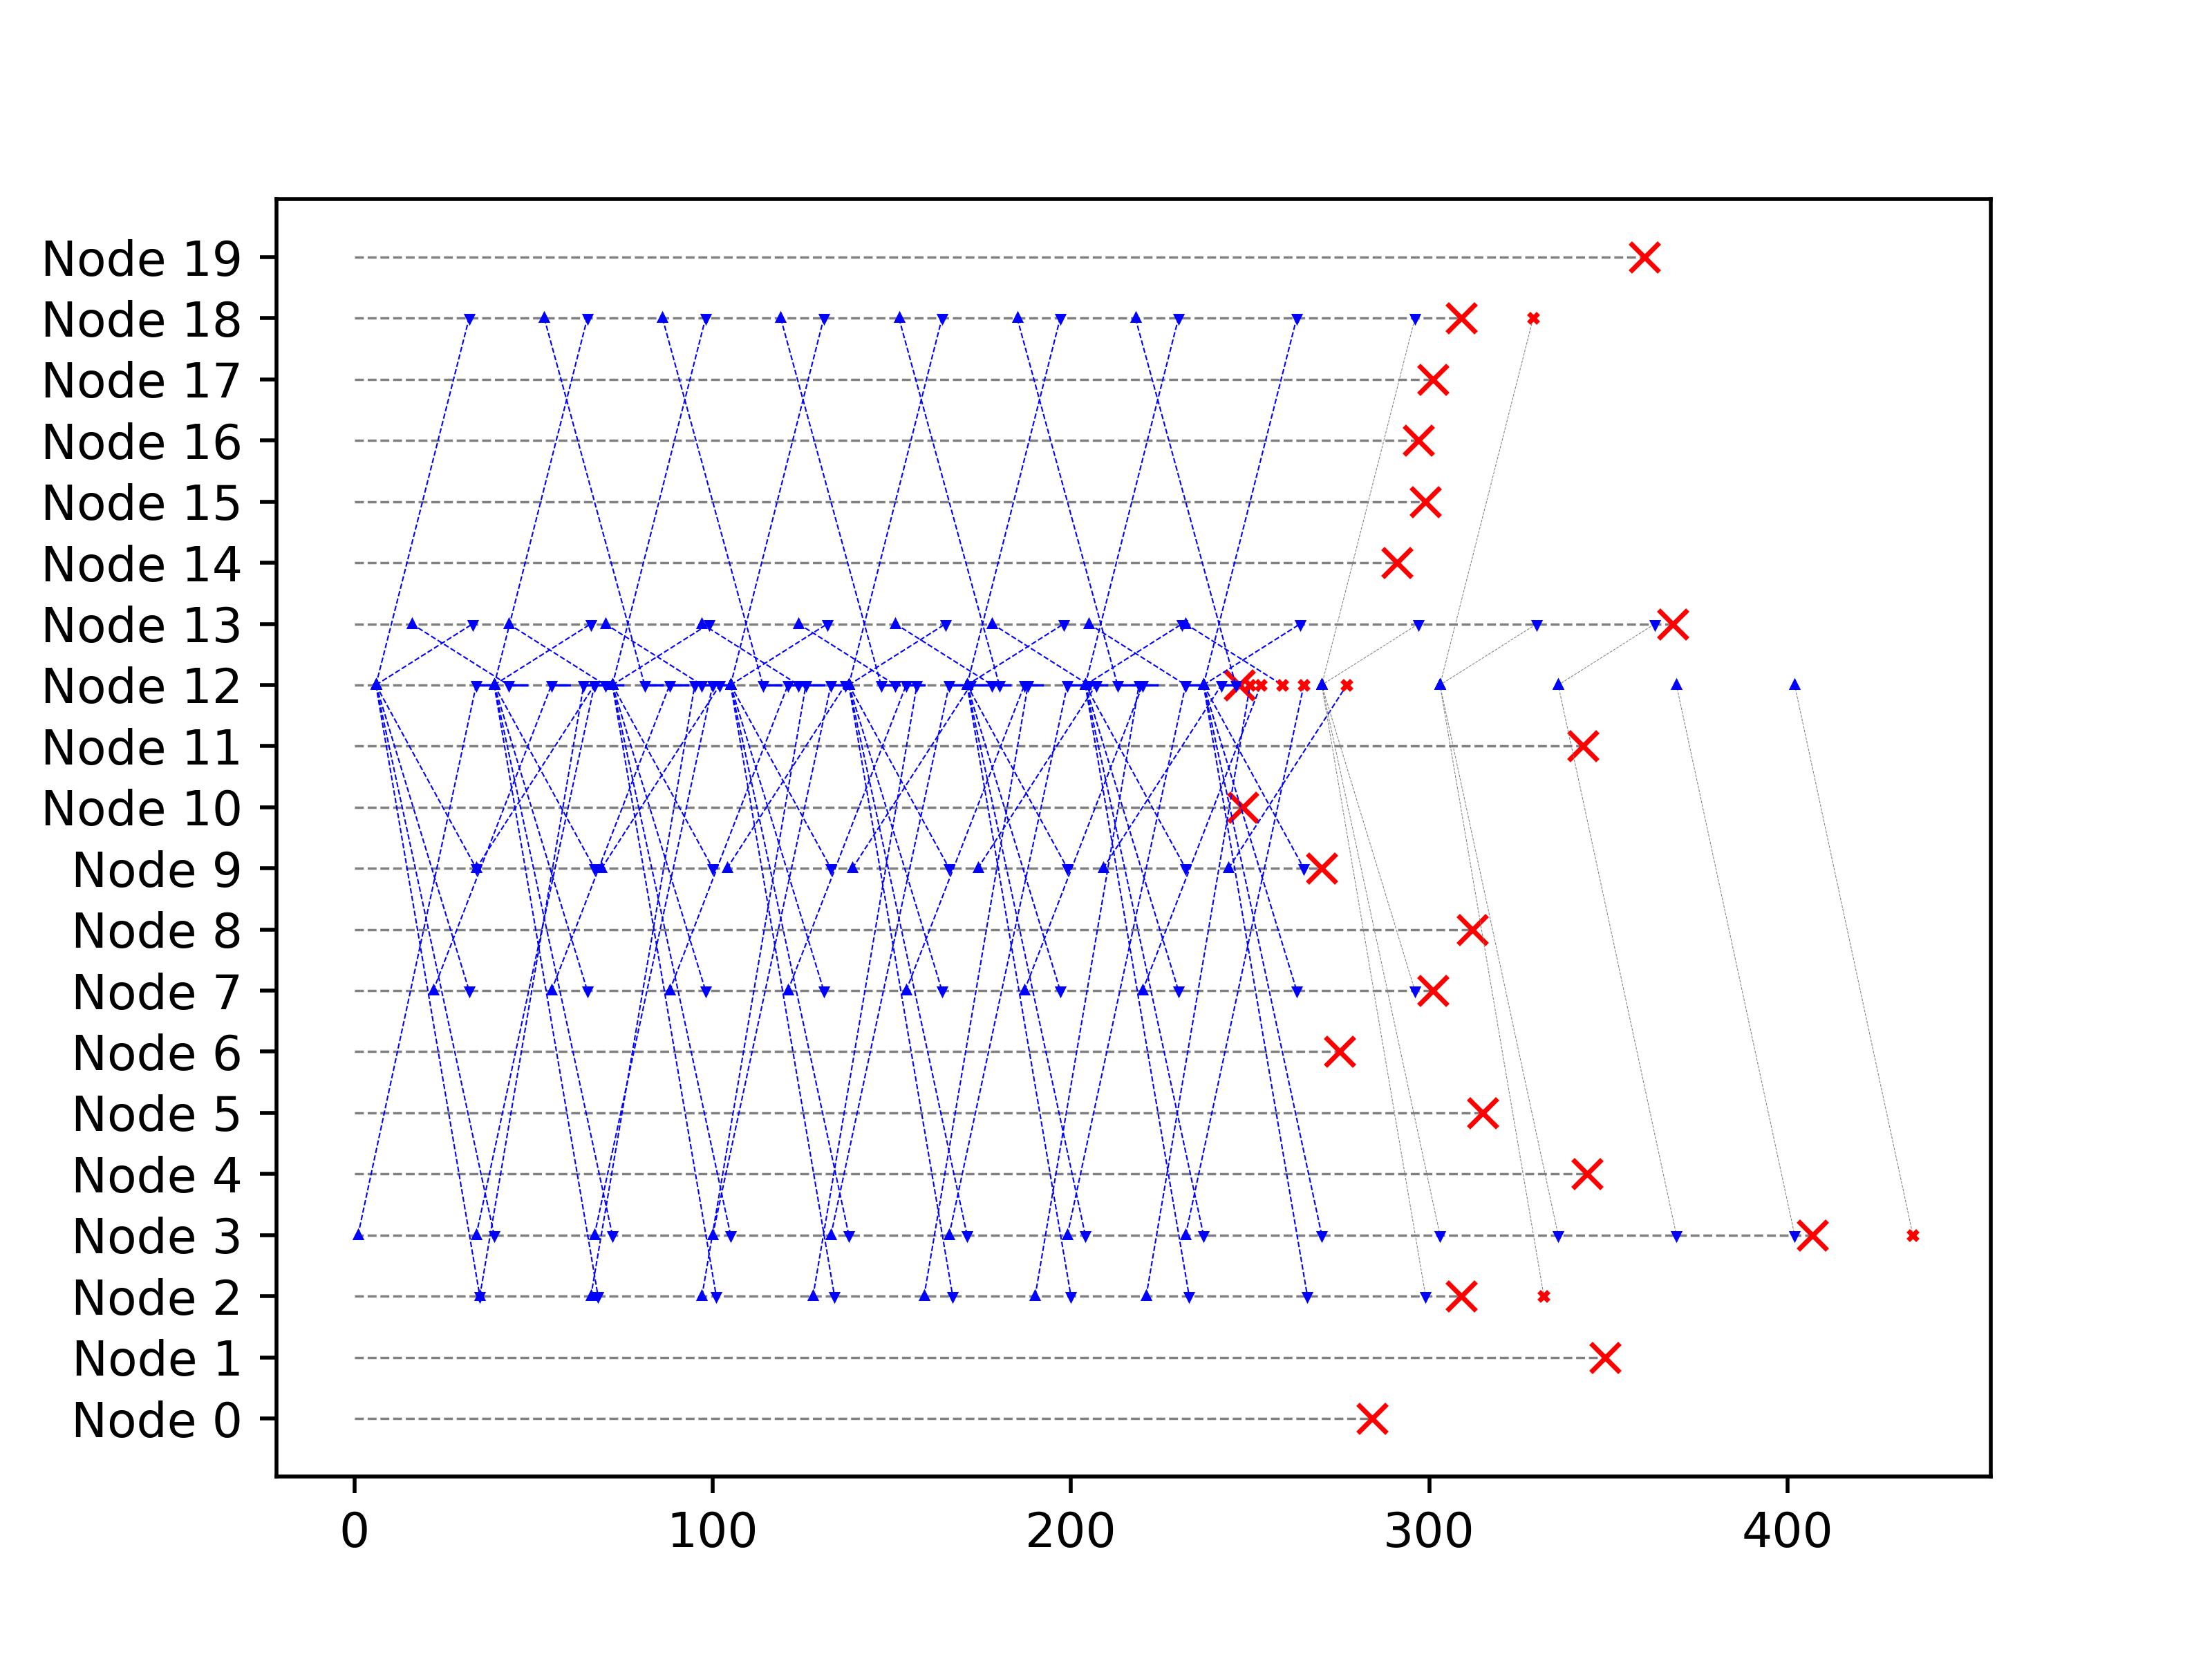 Node 19
Node 18
Node 17
Node 16
Node 15
Node 14
Node 13
Node 12
Node 11
Node 10
Node 9
Node 8
Node 7
Node 6
Node 5
Node 4
Node 3
Node 2
Node 1
Node 0
0 100 200 300 400